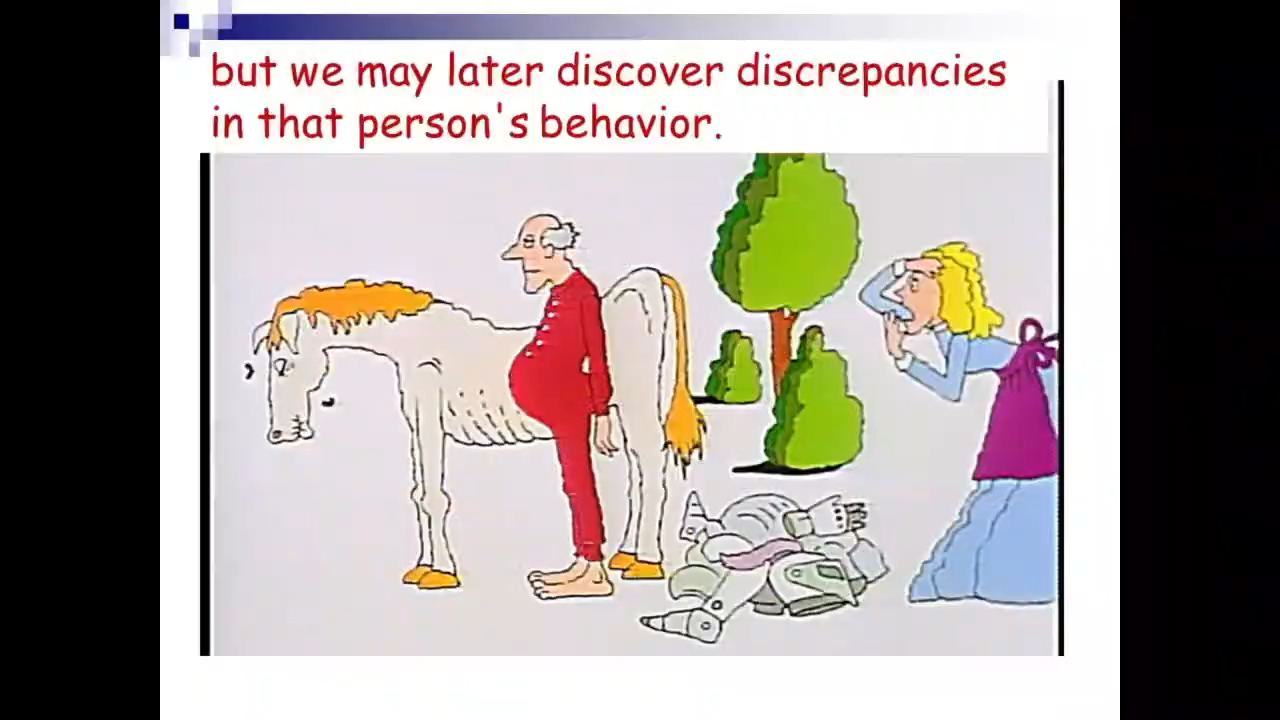 but we may later discover discrepancies
in that person's behavior.